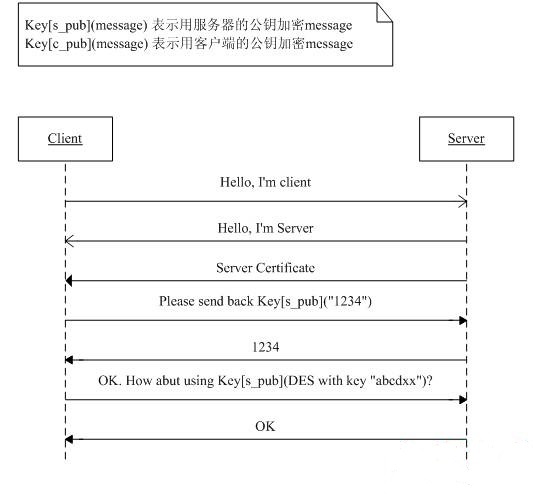 Key[s_pub](message) 表示用服务器的公钥加密message
Key[c_pub](message) 表示用客户端的公钥加密message
Client
Server
Hello, I'm client
Hello, I'm Server
Server Certificate
Please send back Key[s_pub]("1234")
1234
OK. How abut using Key[s_pub](DES with key "abcdxx")?
OK